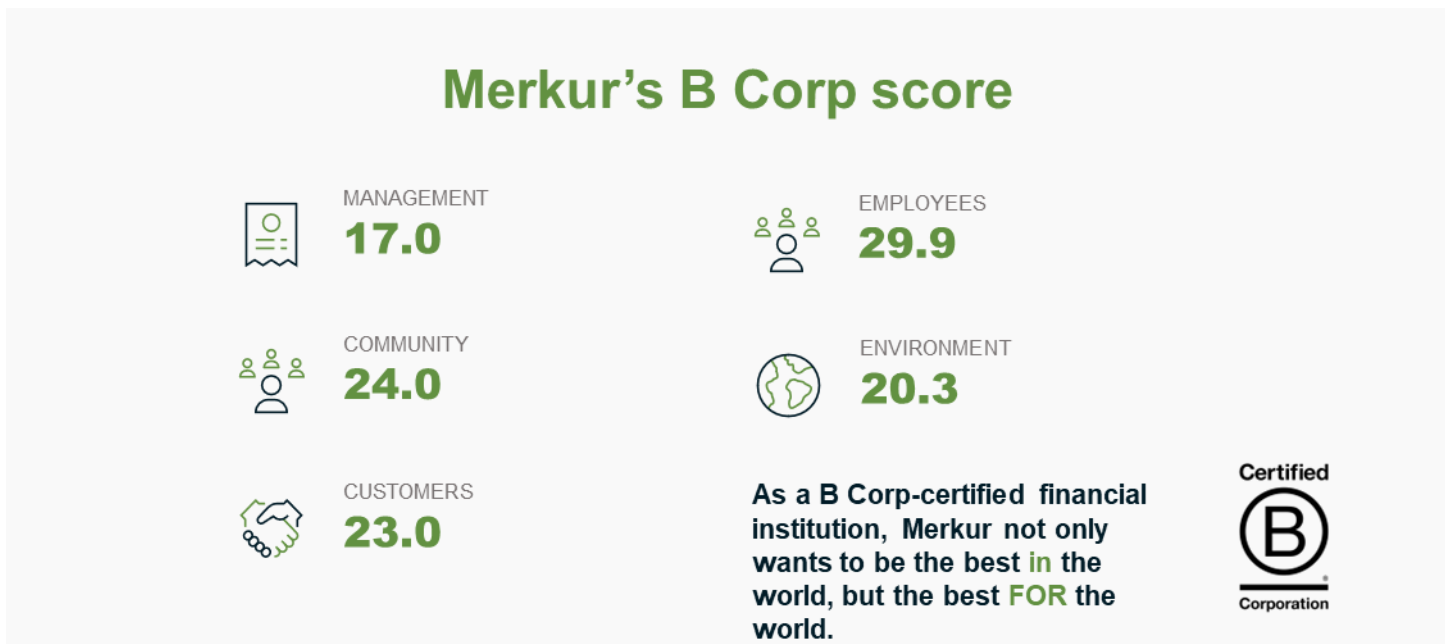 Merkur's B Corp score
MANAGEMENT
17.0
EMPLOYEES
29.9
COMMUNITY
24.0
ENVIRONMENT
20.3
CUSTOMERS
23.0
As a B Corp-certified financial
institution, Merkur not only
wants to be the best in the
world, but the best FOR the
world.
Certified
B
®
Corporation